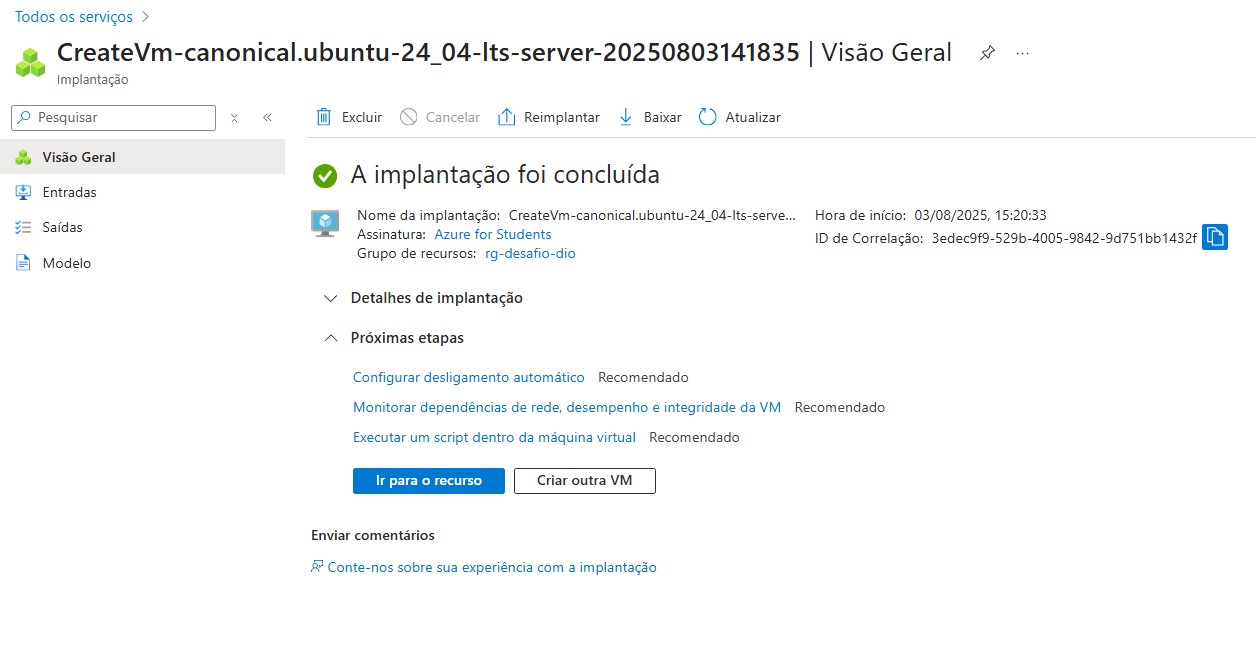 Todos os serviços
CreateVm-canonical.ubuntu-24_04-lts-server-20250803141835 | Visão Geral
Implantação
Pesquisar
Excluir Cancelar Reimplantar Baixar Atualizar
Visão Geral
Entradas
Saídas
Modelo
A implantação foi concluída
Nome da implantação: CreateVm-canonical.ubuntu-24_04-lts-serve...
Assinatura: Azure for Students
Grupo de recursos: rg-desafio-dio
Hora de início: 03/08/2025, 15:20:33
ID de Correlação: 3edec9f9-529b-4005-9842-9d751bb1432f
Detalhes de implantação
Próximas etapas
Configurar desligamento automático Recomendado
Monitorar dependências de rede, desempenho e integridade da VM Recomendado
Executar um script dentro da máquina virtual Recomendado
Ir para o recurso Criar outra VM
Enviar comentários
Conte-nos sobre sua experiência com a implantação